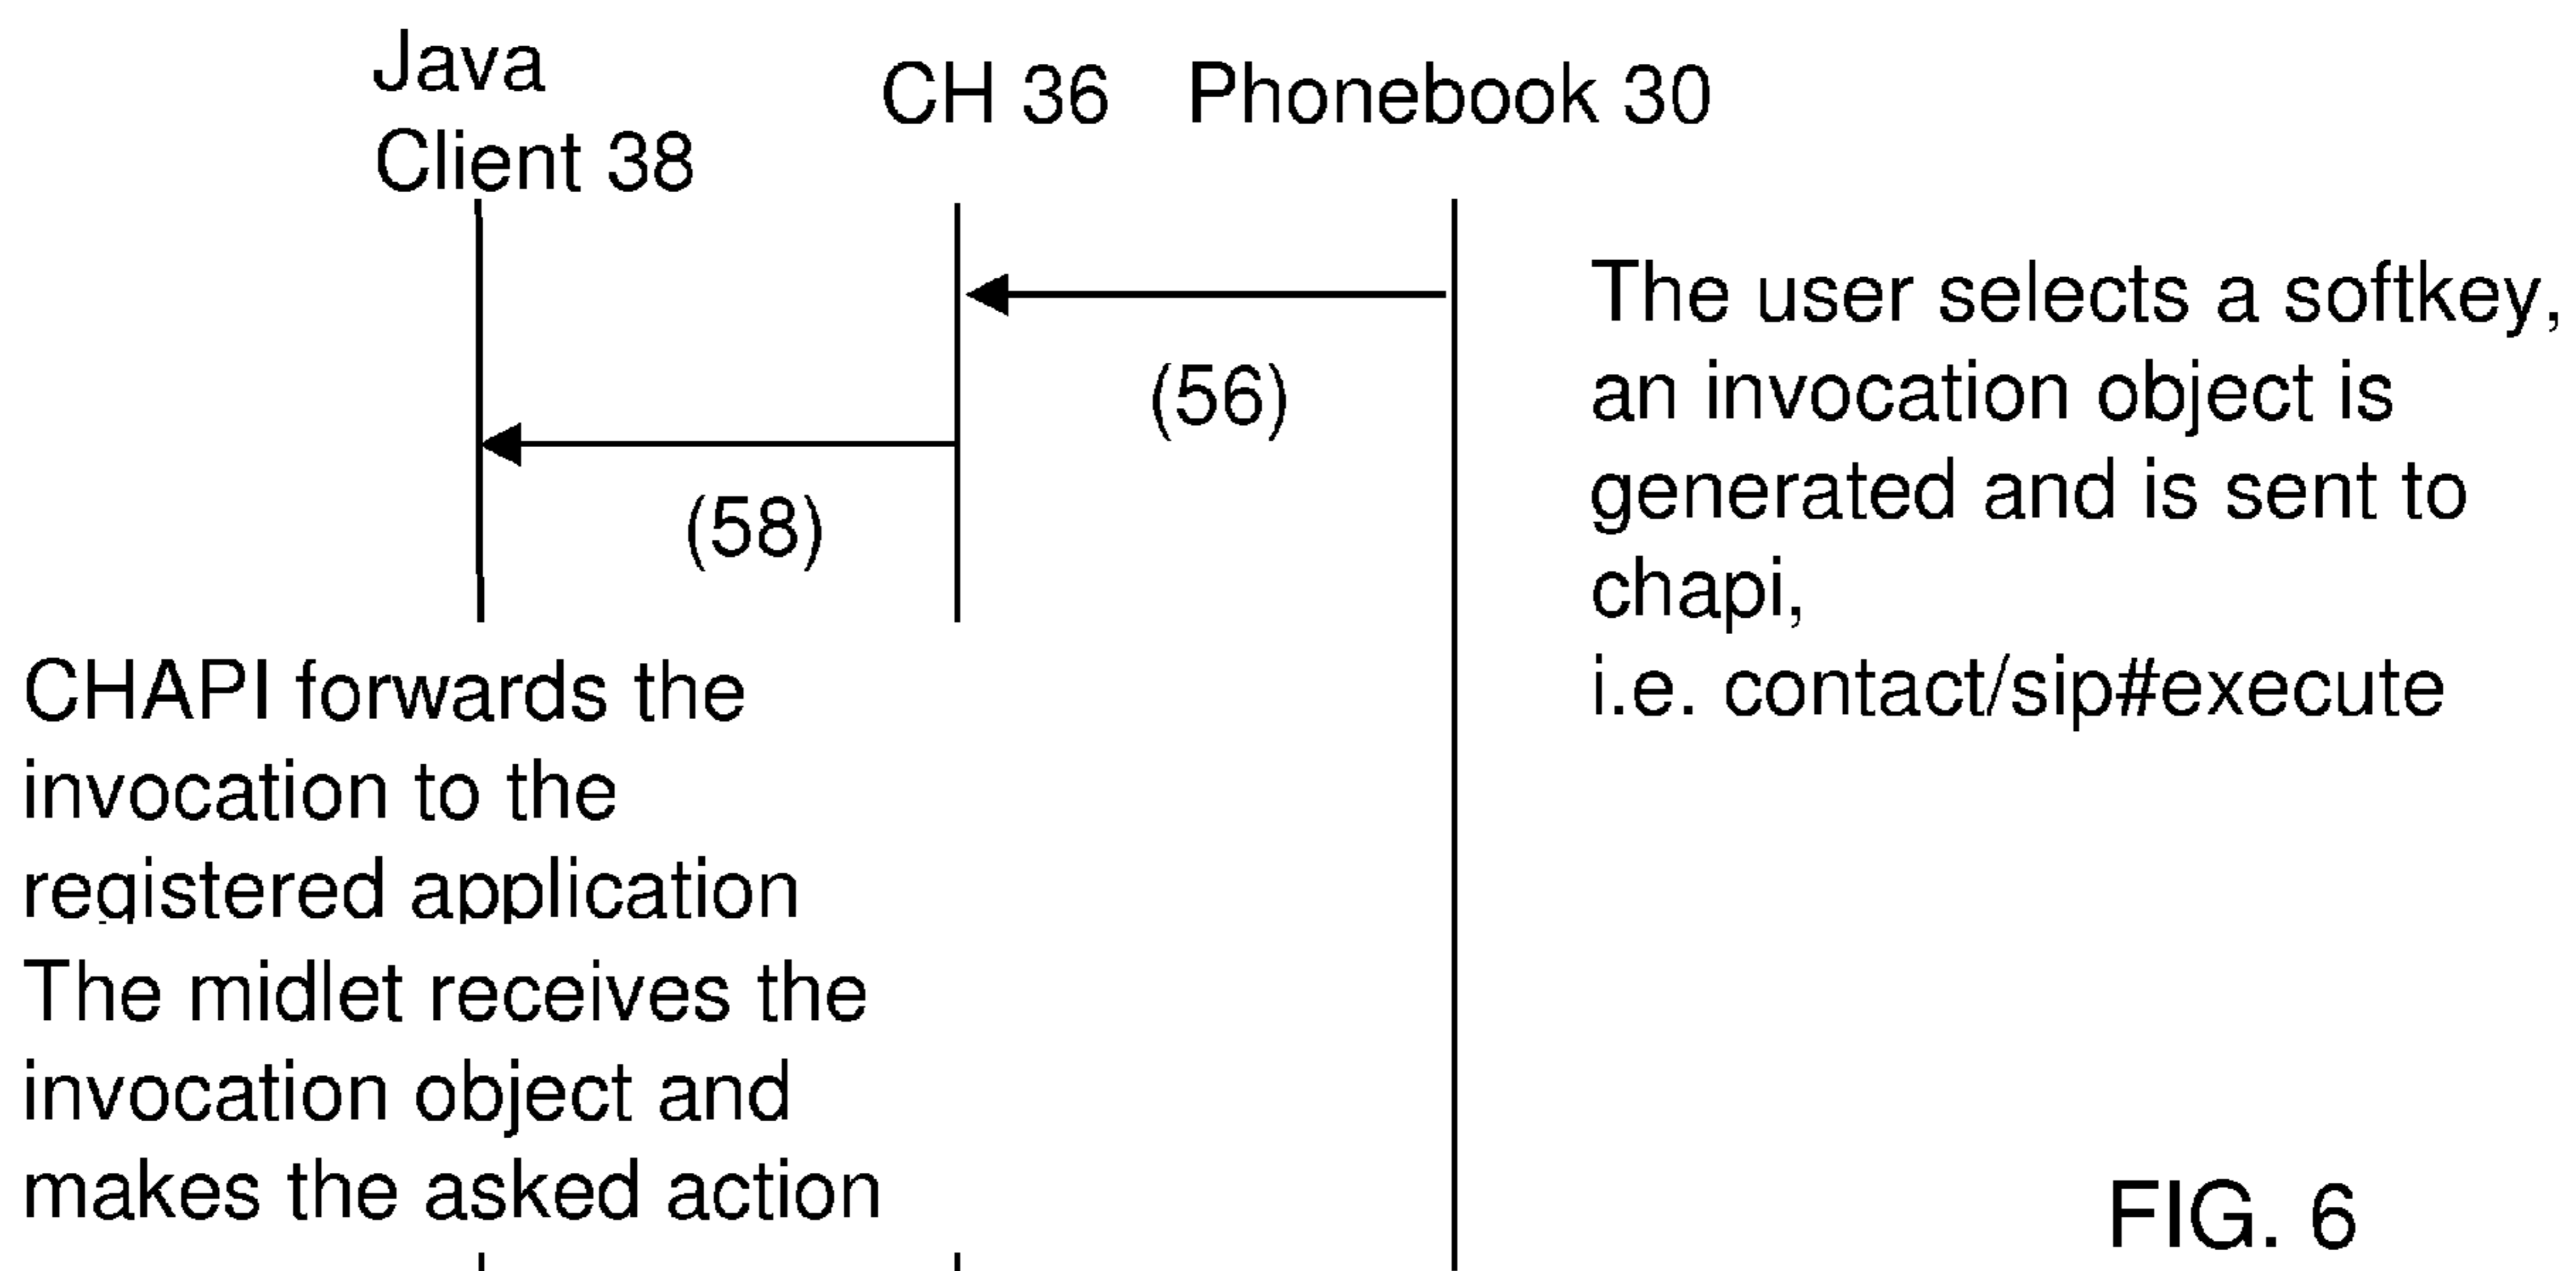 Java
Client 38
CH 36
Phonebook 30
The user selects a softkey,
an invocation object is
generated and is sent to
chapi,
i.e. contact/sip#execute
(56)
(58)
CHAPI forwards the
invocation to the
registered application
The midlet receives the
invocation object and
makes the asked action
FIG. 6